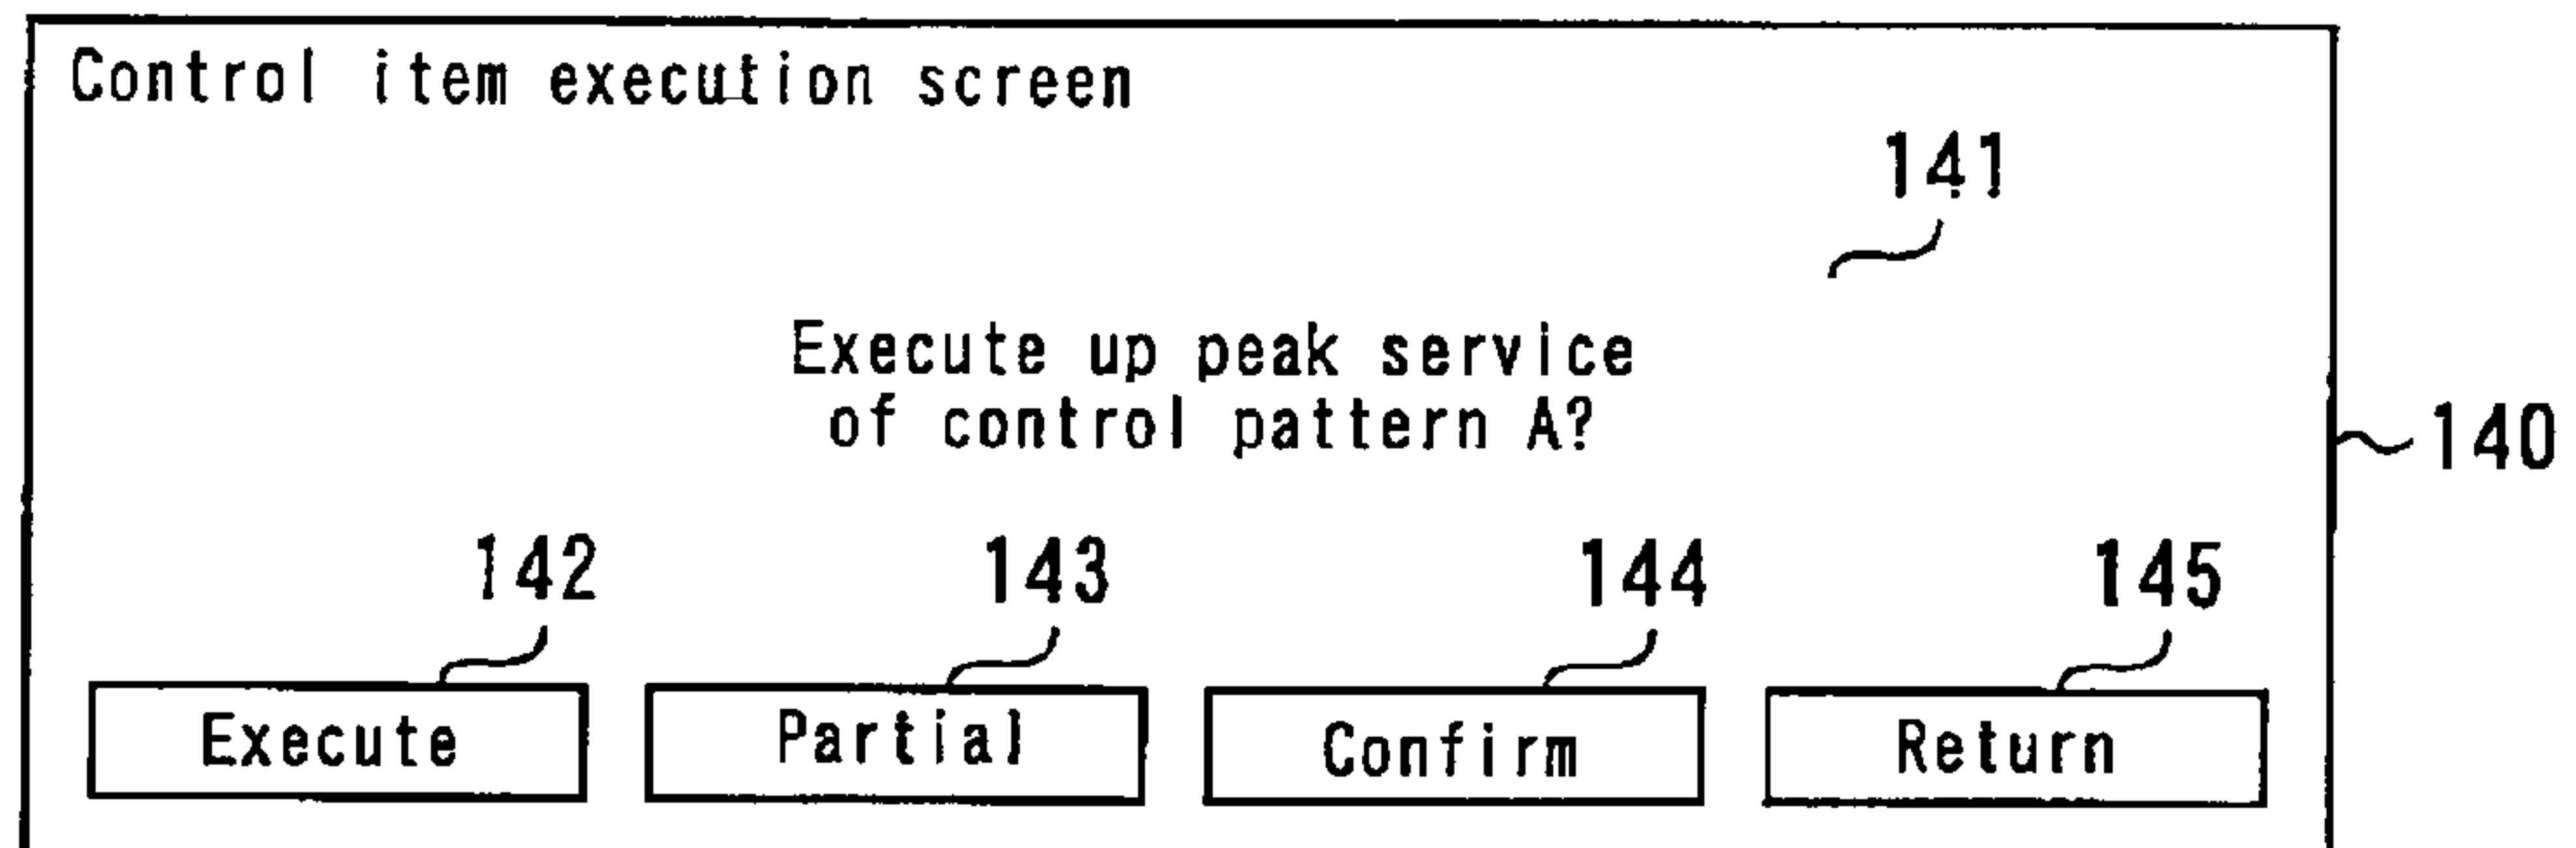 Control item execution screen
141
Execute up peak service
of control pattern A?
140
142 143 144 145
Execute Partial Confirm Return